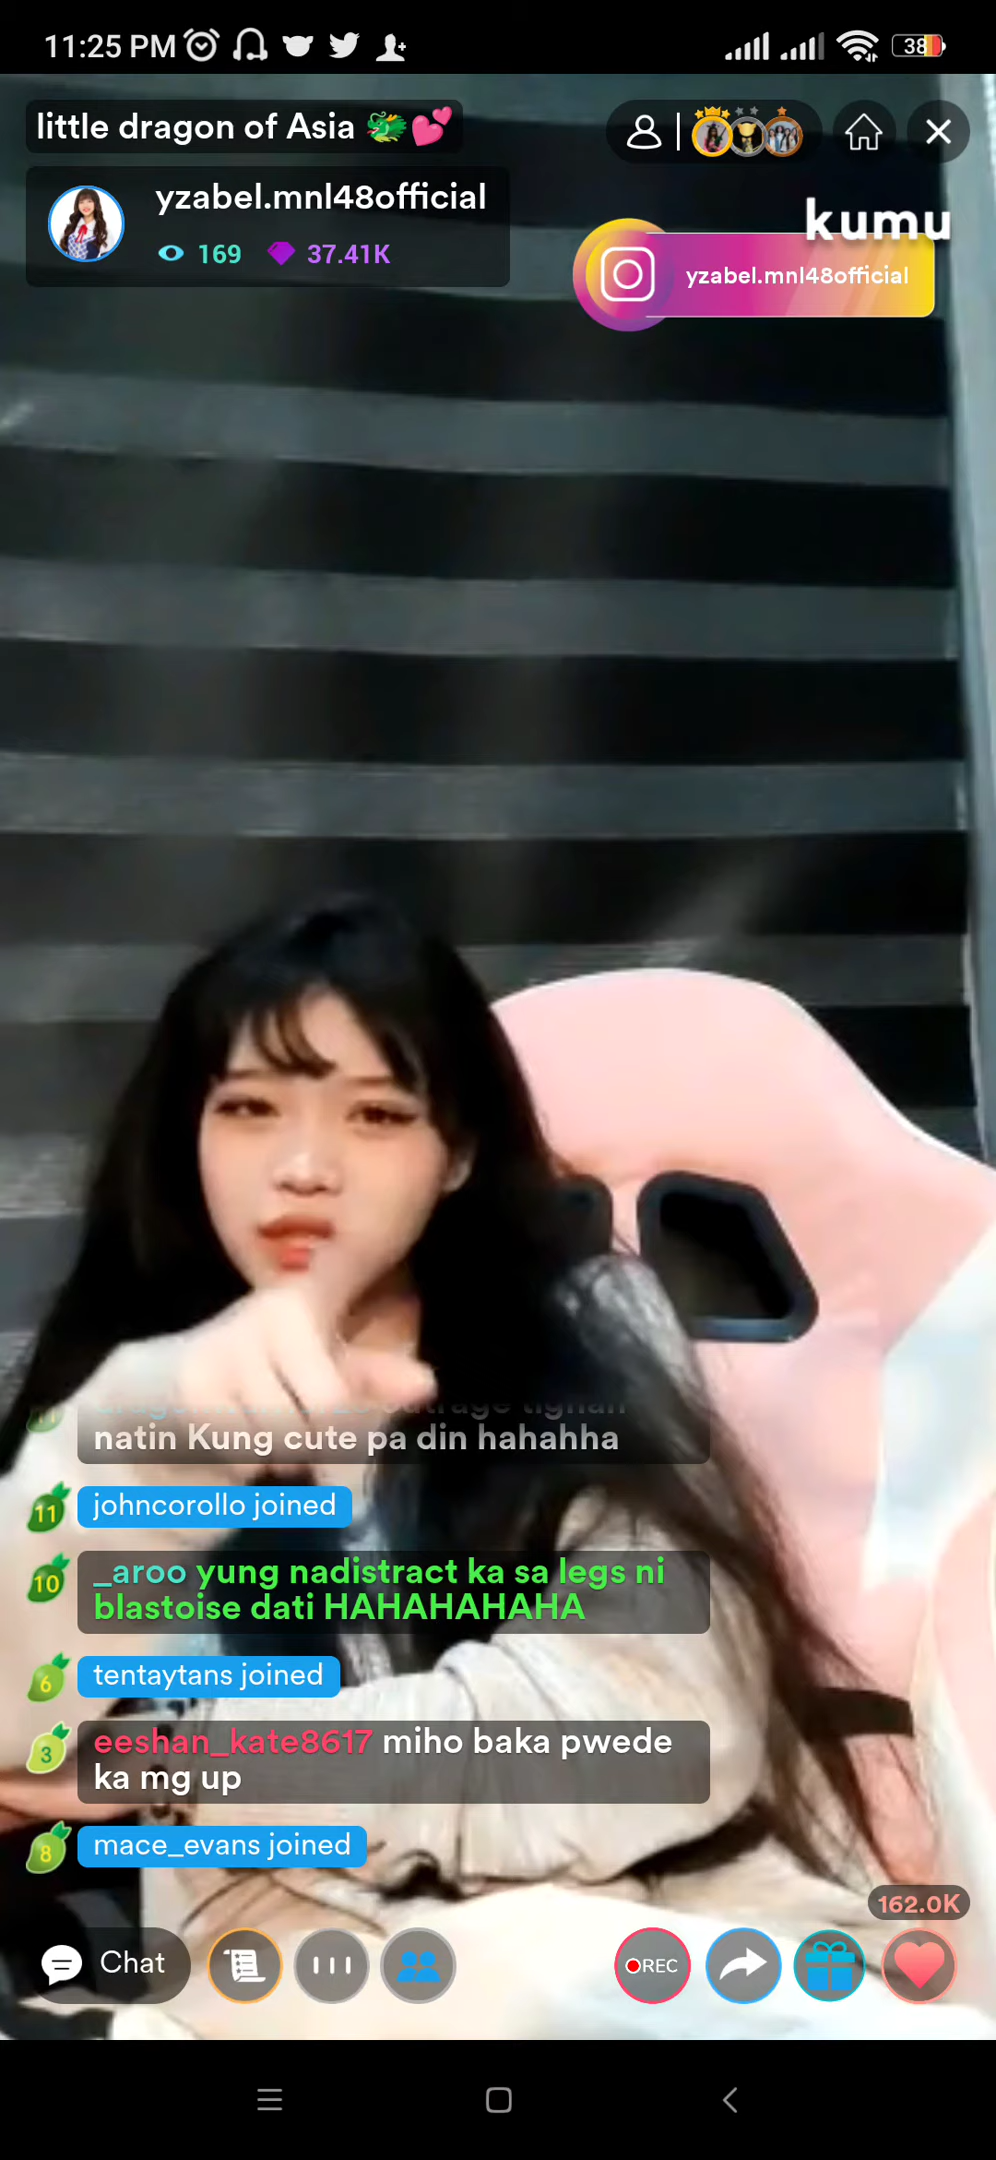 11:25 PM
38
little dragon of Asia 🐲💕
yzabel.mnl48official
169 37.41K
kumu
yzabel.mnl48official
natin Kung cute pa din hahahha
11 johncorollo joined
10 _aroo yung nadistract ka sa legs ni
blastoise dati HAHAHAHAHA
6 tentaytans joined
3 eeshan_kate8617 miho baka pwede
ka mg up
8 mace_evans joined
162.0K
Chat
REC